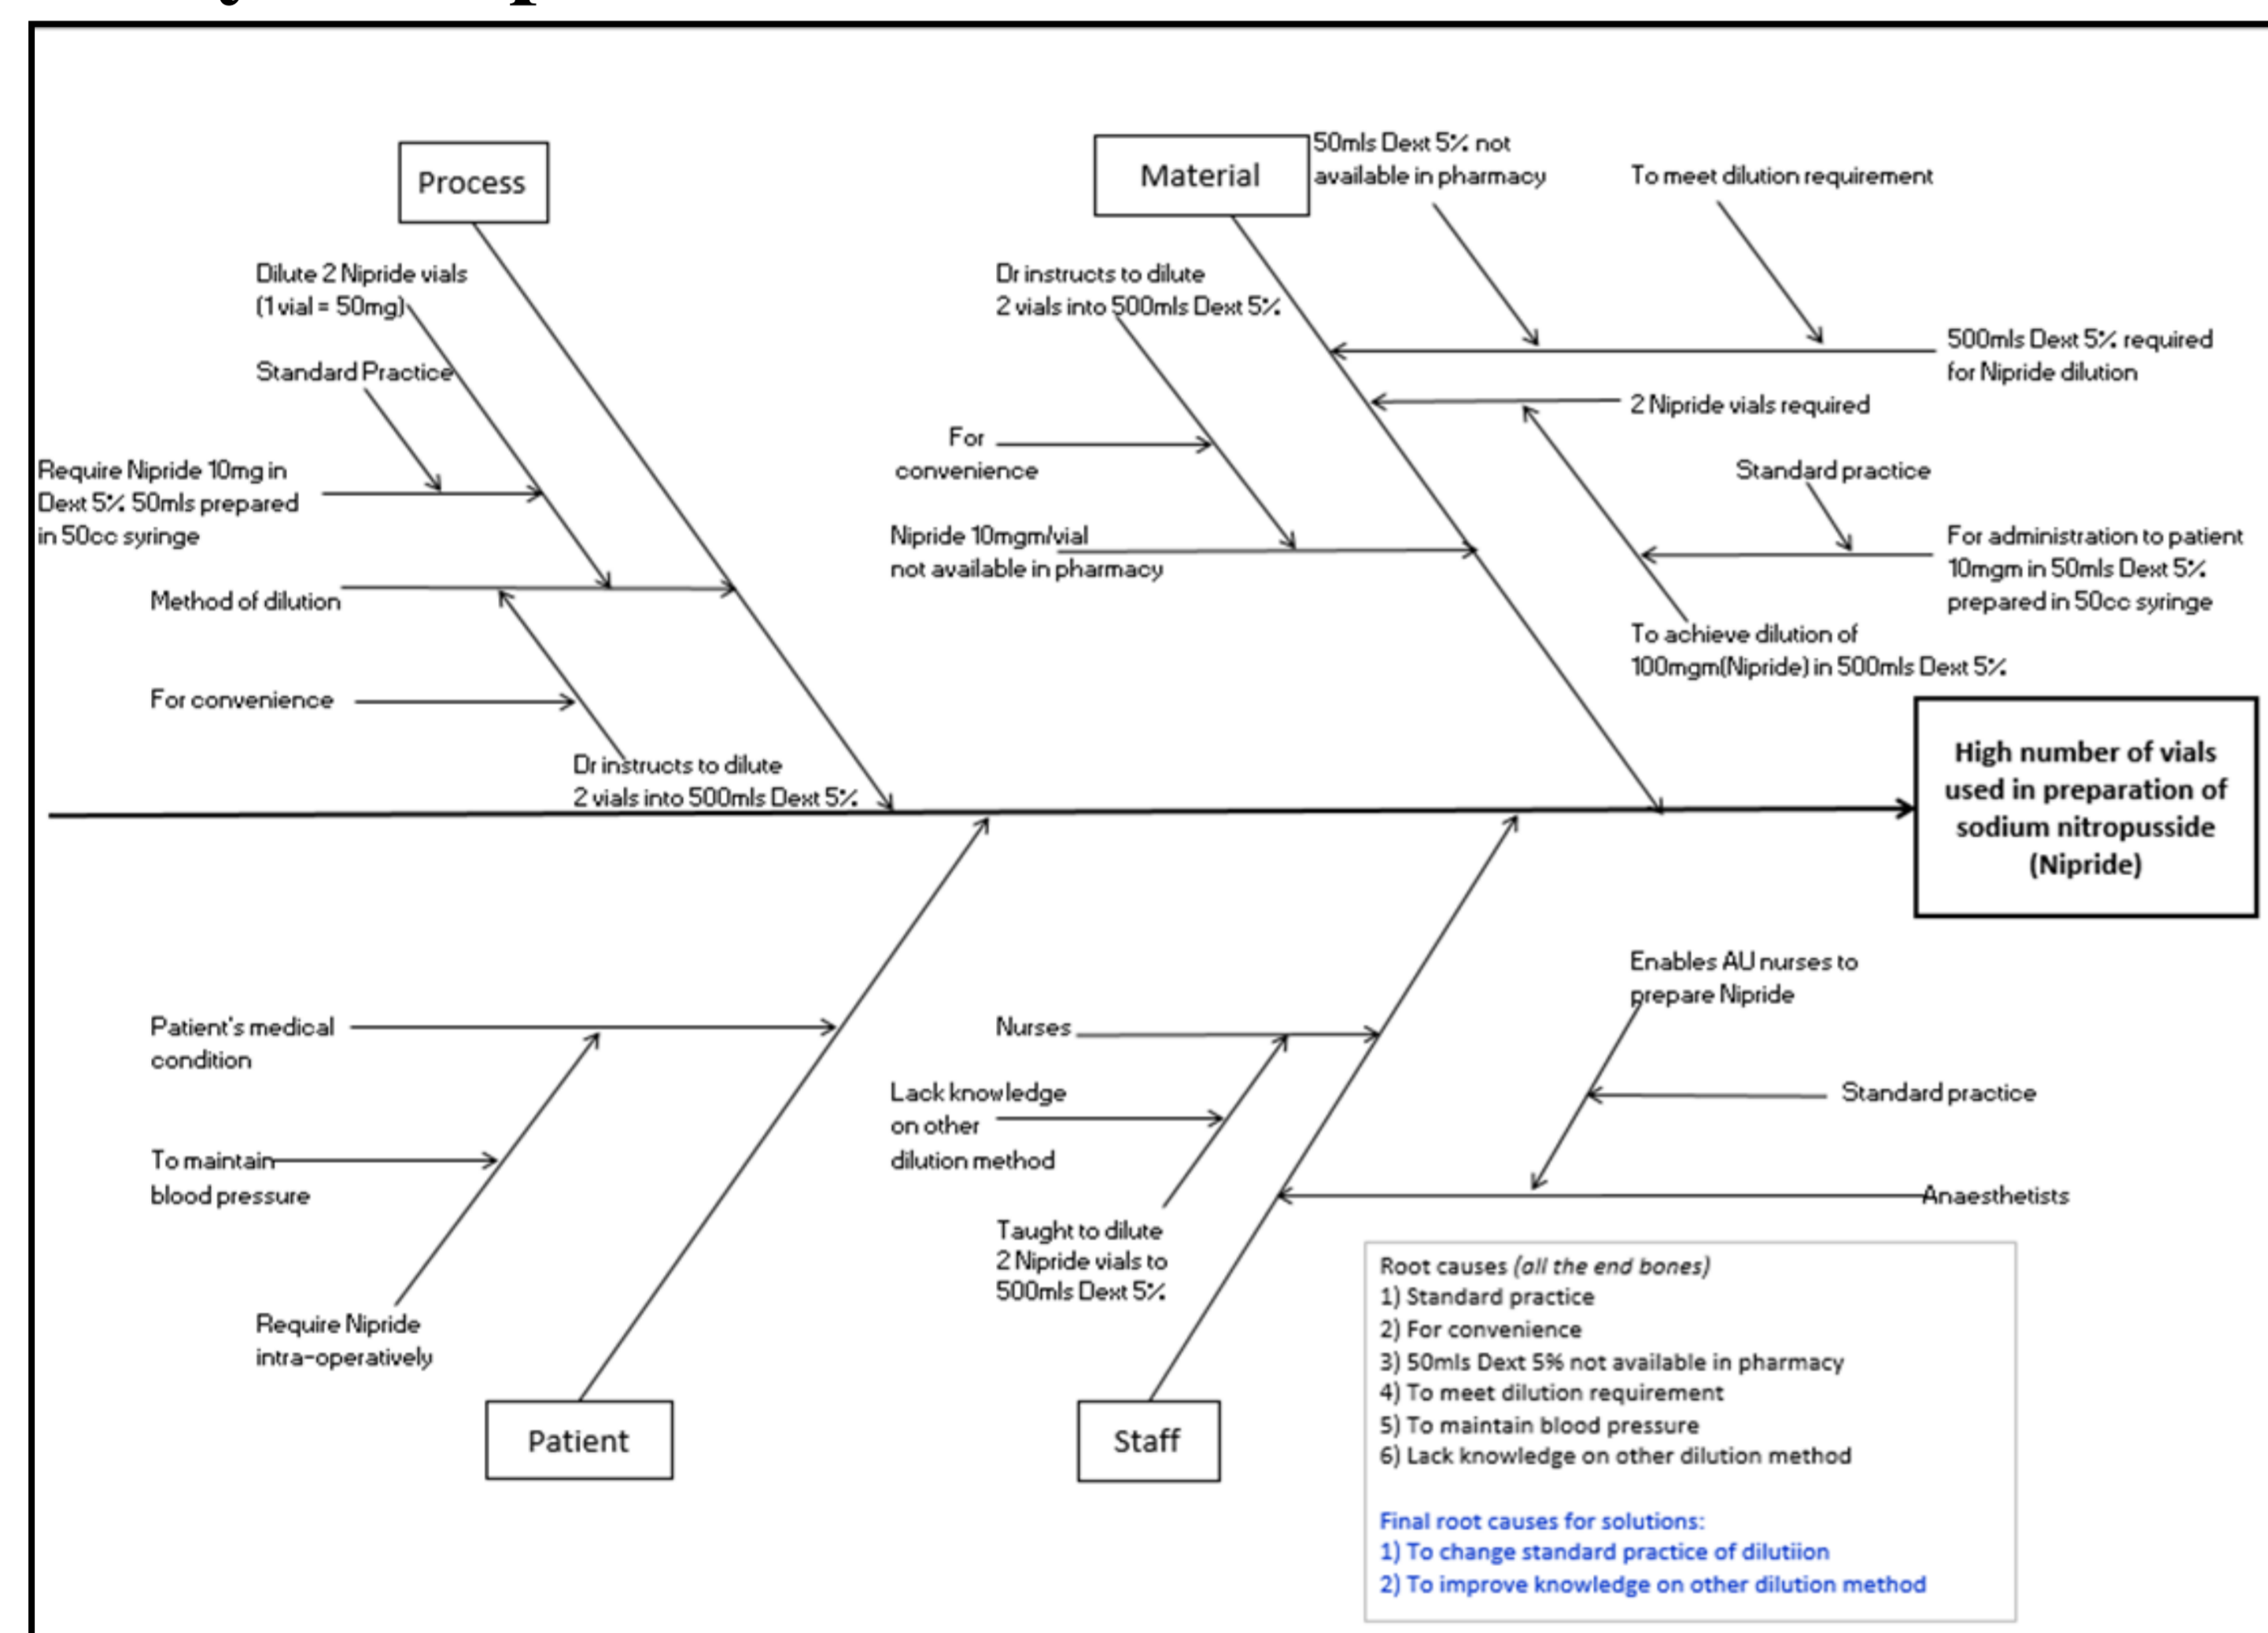 Process
Dilute 2 Nipride vials
(1 vial = 50mg)
Standard Practice
Require Nipride 10mg in
Dext 5% 50mls prepared
in 50cc syringe
Method of dilution
For convenience
Dr instructs to dilute
2 vials into 500mls Dext 5%
Material
50mls Dext 5% not
available in pharmacy
To meet dilution requirement
Dr instructs to dilute
2 vials into 500mls Dext 5%
500mls Dext 5% required
for Nipride dilution
2 Nipride vials required
For
convenience
Standard practice
Nipride 10mgm/vial
not available in pharmacy
For administration to patient
10mgm in 50mls Dext 5%
prepared in 50cc syringe
To achieve dilution of
100mgm(Nipride) in 500mls Dext 5%
High number of vials
used in preparation of
sodium nitropusside
(Nipride)
Patient's medical
condition
To maintain
blood pressure
Require Nipride
intra-operatively
Patient
Nurses
Lack knowledge
on other
dilution method
Taught to dilute
2 Nipride vials to
500mls Dext 5%
Staff
Enables AU nurses to
prepare Nipride
Standard practice
Anaesthetists
Root causes (all the end bones)
1) Standard practice
2) For convenience
3) 50mls Dext 5% not available in pharmacy
4) To meet dilution requirement
5) To maintain blood pressure
6) Lack knowledge on other dilution method
Final root causes for solutions:
1) To change standard practice of dilutiion
2) To improve knowledge on other dilution method